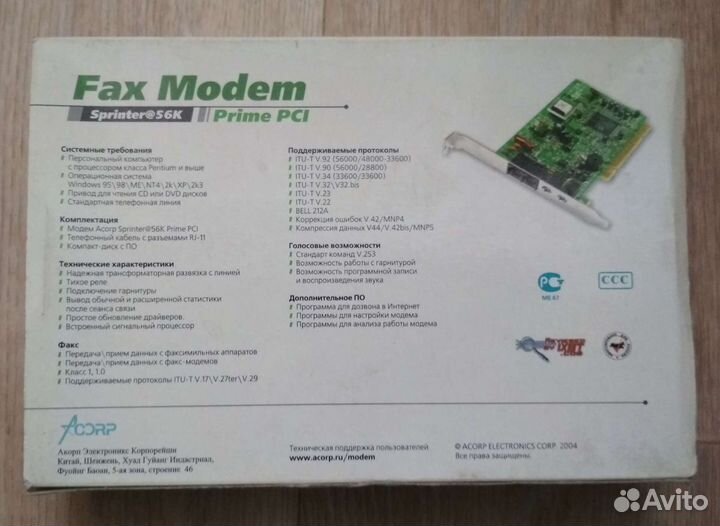 Fax Modem
Sprinter@56K Prime PCI
Системные требования
Персональный компьютер
с процессором класса Pentium и выше
Операционная система
Windows 95\98\ME\NT4\2k\XP\2k3
Привод для чтения CD или DVD дисков
Стандартная телефонная линия
Комплектация
Модем Acorp Sprinter@56K Prime PCI
Телефонный кабель с разъемами RJ-11
Компакт-диск с ПО
Технические характеристики
Надежная трансформаторная развязка с линией
Тихое реле
Подключение гарнитуры
Вывод обычной и расширенной статистики
после сеанса связи
Простое обновление драйверов
Встроенный сигнальный процессор
Факс
Передача\прием данных с факсимильных аппаратов
Передача\прием данных с факс-модемов
Класс 1, 1.0
Поддерживаемые протоколы ITU-T V.17\V.27ter\V.29
Поддерживаемые протоколы
ITU-T V.92 (56000/48000-33600)
ITU-T V.90 (56000/28800)
ITU-T V.34 (33600/33600)
ITU-T V.32\V32.bis
ITU-T V.23
ITU-T V.22
BELL 212A
Коррекция ошибок V.42/MNP4
Компрессия данных V44/V.42bis/MNP5
Голосовые возможности
Стандарт команд V.253
Возможность работы с гарнитурой
Возможность программной записи
и воспроизведения звука
Дополнительное ПО
Программа для дозвона в Интернет
Программы для настройки модема
Программы для анализа работы модема
МЕ 67
CCC
ACORP
Акорп Электроникс Корпорейшн
Китай, Шенжень, Хуал Гуйанг Индастриал,
Фуйнг Баоан, 5-ая зона, строение 46
Техническая поддержка пользователей
www.acorp.ru/modem
© ACORP ELECTRONICS CORP. 2004
Все права защищены.
Avito